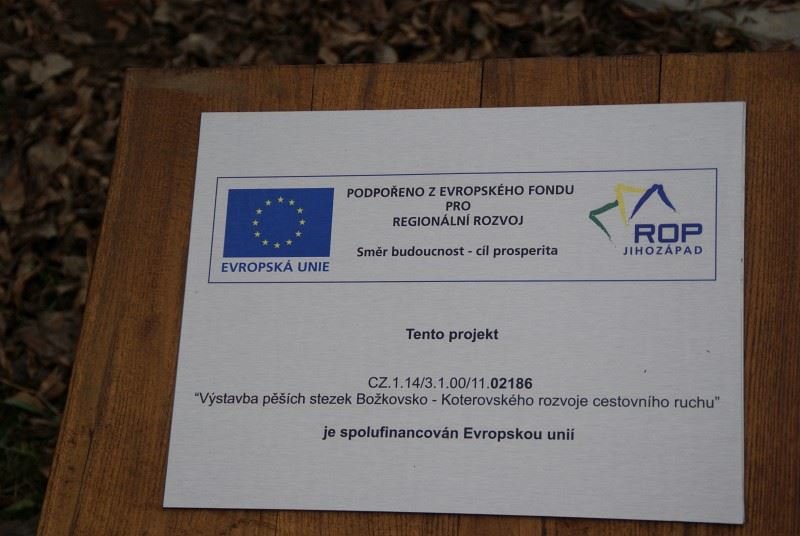 PODPOŘENO Z EVROPSKÉHO FONDU
PRO
REGIONÁLNÍ ROZVOJ
Směr budoucnost - cíl prosperita
EVROPSKÁ UNIE
ROP
JIHOZÁPAD
Tento projekt
CZ.1.14/3.1.00/11.02186
“Výstavba pěších stezek Božkovsko - Koterovského rozvoje cestovního ruchu”
je spolufinancován Evropskou unií